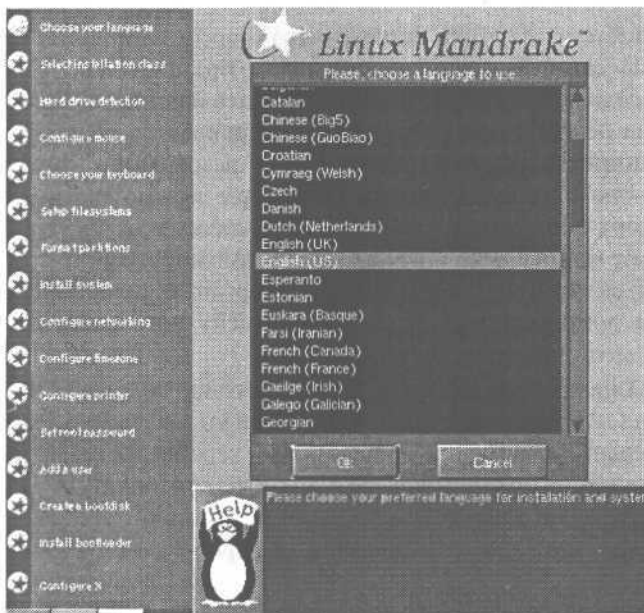 Choose your language
Select installation class
Hard drive detection
Configure mouse
Choose your keyboard
Setup filesystems
Format partitions
Install system
Configure networking
Configure timezone
Configure printer
Set root password
Add a user
Create a bootdisk
Install bootloader
Configure X
Linux Mandrake™
Please, choose a language to use.
Catalan
Chinese (Big5)
Chinese (GuoBiao)
Croatian
Cymraeg (Welsh)
Czech
Danish
Dutch (Netherlands)
English (UK)
English (US)
Esperanto
Estonian
Euskara (Basque)
Farsi (Iranian)
French (Canada)
French (France)
Gaeilge (Irish)
Galego (Galician)
Georgian
Ok
Cancel
Help
Please choose your preferred language for installation and system